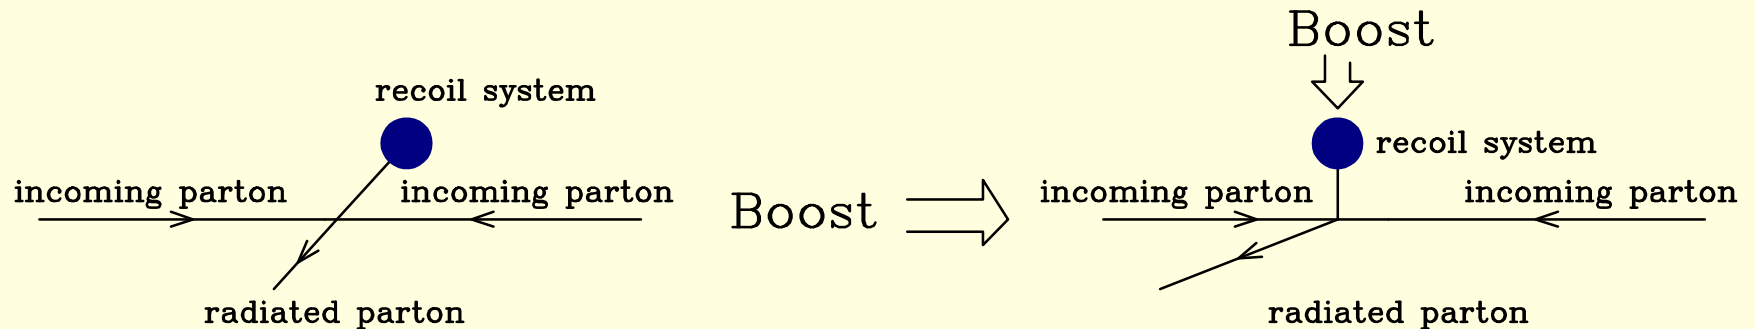 recoil system
incoming parton
incoming parton
radiated parton
Boost
Boost
recoil system
incoming parton
incoming parton
radiated parton